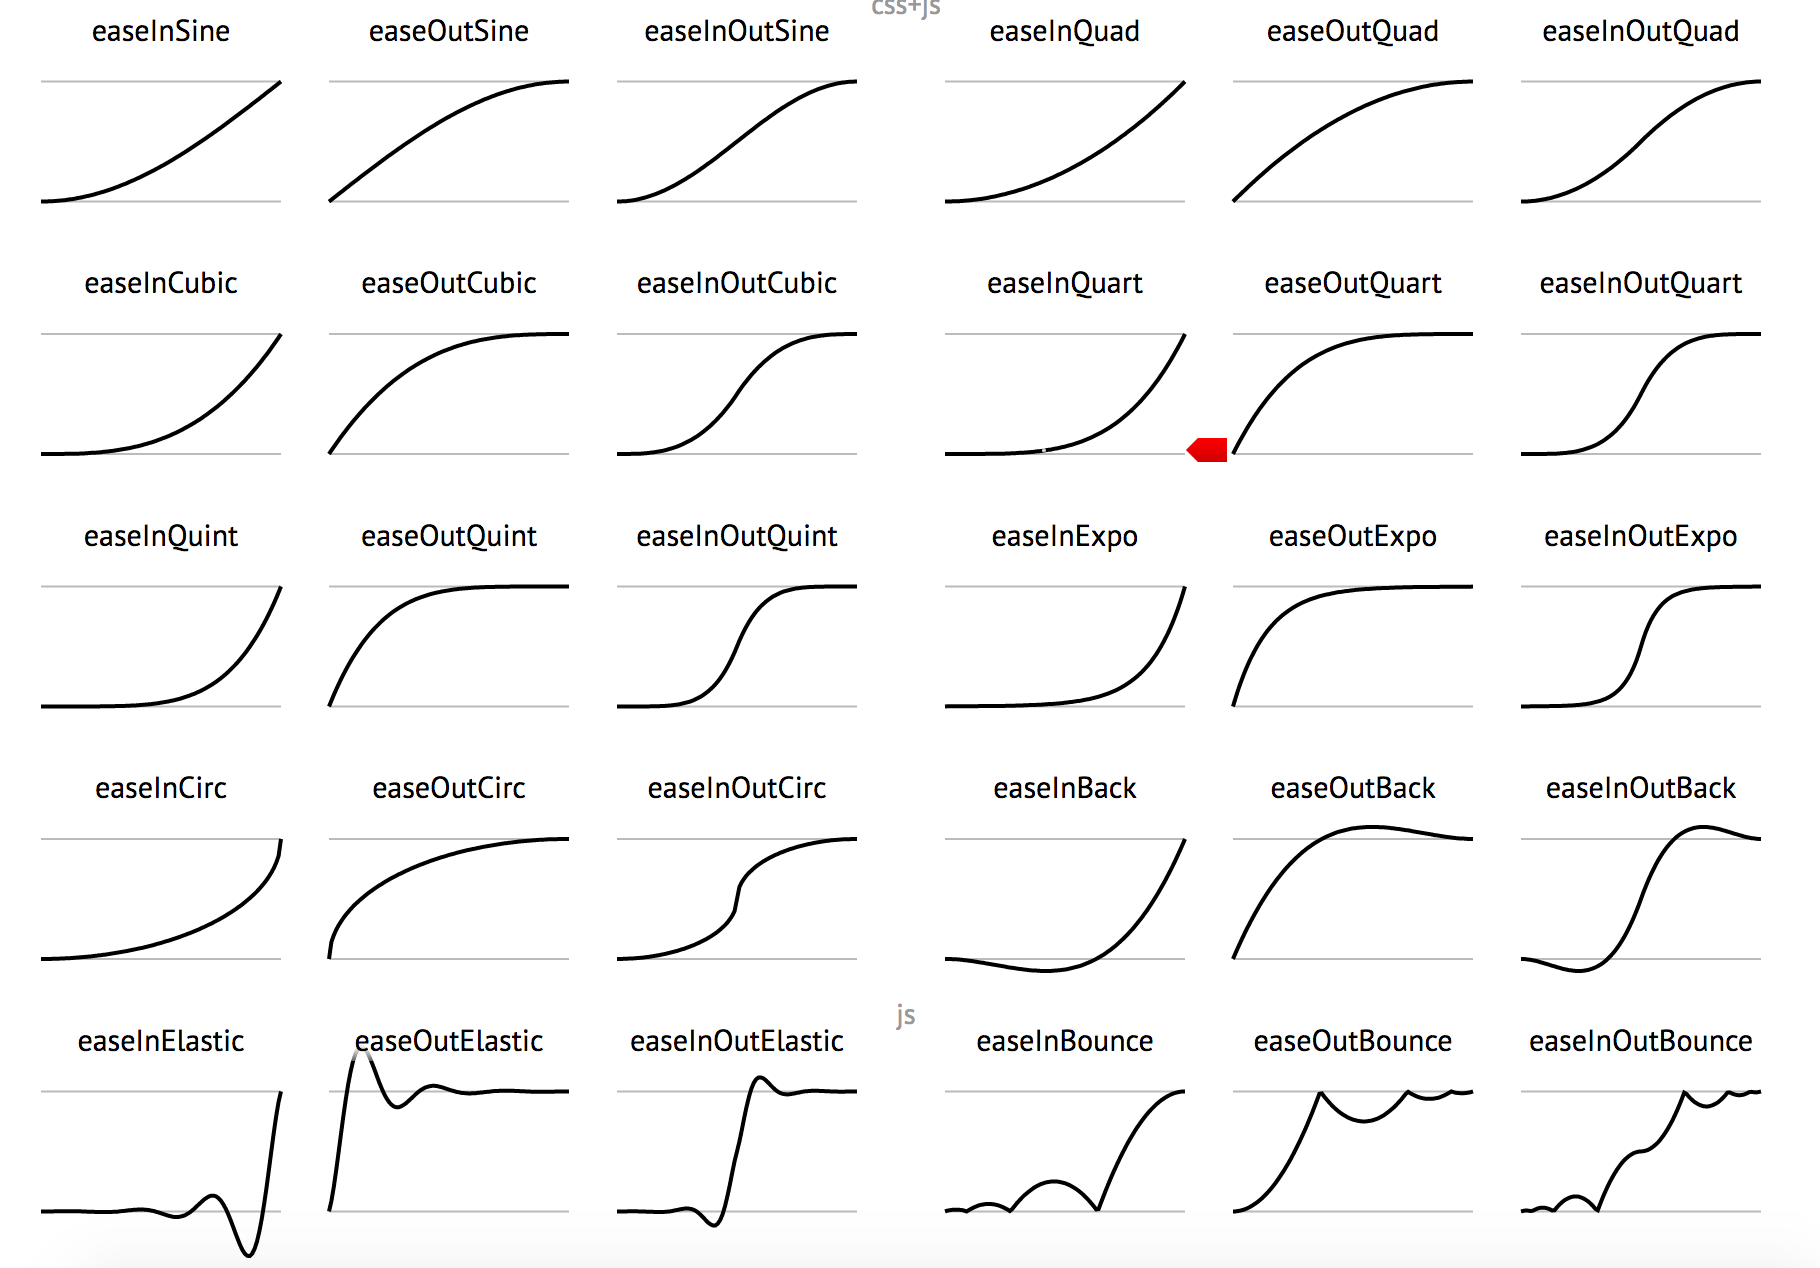 css+js
easeInSine
easeOutSine
easeInOutSine
easeInQuad
easeOutQuad
easeInOutQuad
easeInCubic
easeOutCubic
easeInOutCubic
easeInQuart
easeOutQuart
easeInOutQuart
easeInQuint
easeOutQuint
easeInOutQuint
easeInExpo
easeOutExpo
easeInOutExpo
easeInCirc
easeOutCirc
easeInOutCirc
easeInBack
easeOutBack
easeInOutBack
js
easeInElastic
easeOutElastic
easeInOutElastic
easeInBounce
easeOutBounce
easeInOutBounce